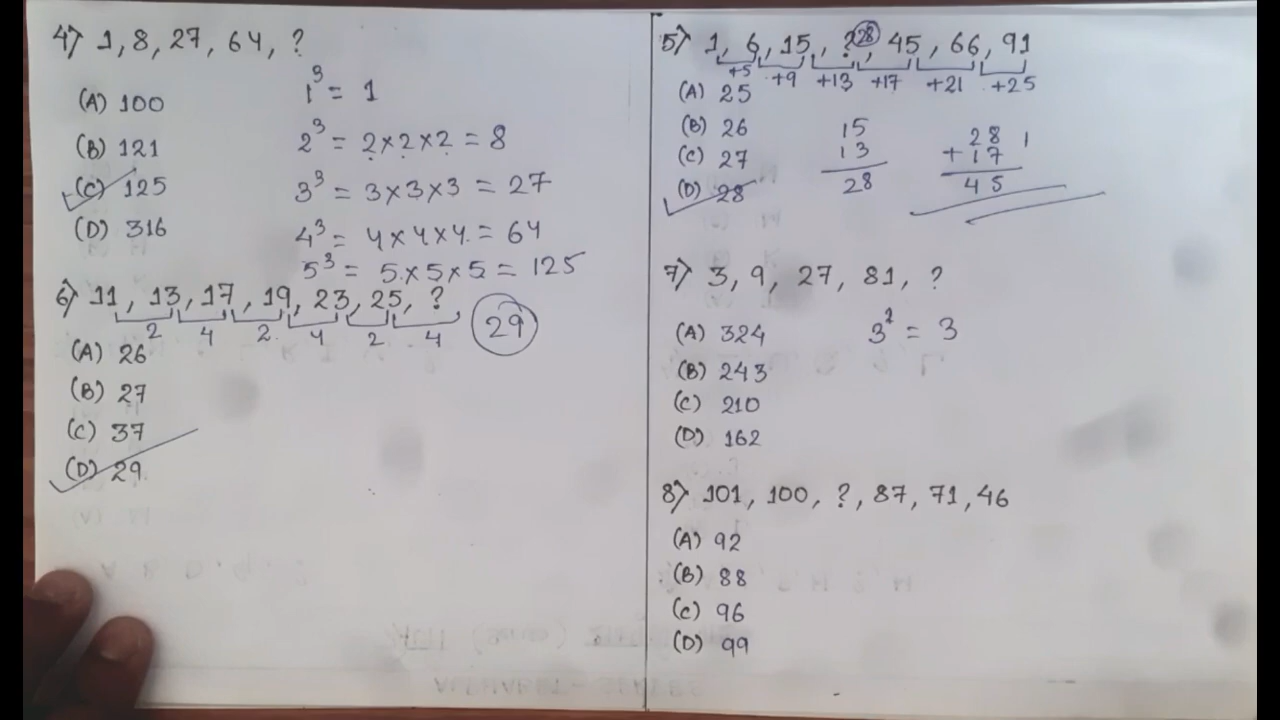 4) 1, 8, 27, 64, ?
(A) 100
(B) 121
(C) 125
(D) 316
1³ = 1
2³ = 2×2×2 = 8
3³ = 3×3×3 = 27
4³ = 4×4×4 = 64
5³ = 5×5×5 = 125
6) 11, 13, 17, 19, 23, 25, ? 29
2 4 2 4 2 4
(A) 26
(B) 27
(C) 37
(D) 29
5) 1, 6, 15, ? 28, 45, 66, 91
+5 +9 +13 +17 +21 +25
(A) 25
(B) 26
(C) 27
(D) 28
15
13
28
28 1
+17
45
7) 3, 9, 27, 81, ?
(A) 324
(B) 243
(C) 210
(D) 162
= 3
8) 101, 100, ?, 87, 71, 46
(A) 92
(B) 88
(C) 96
(D) 99